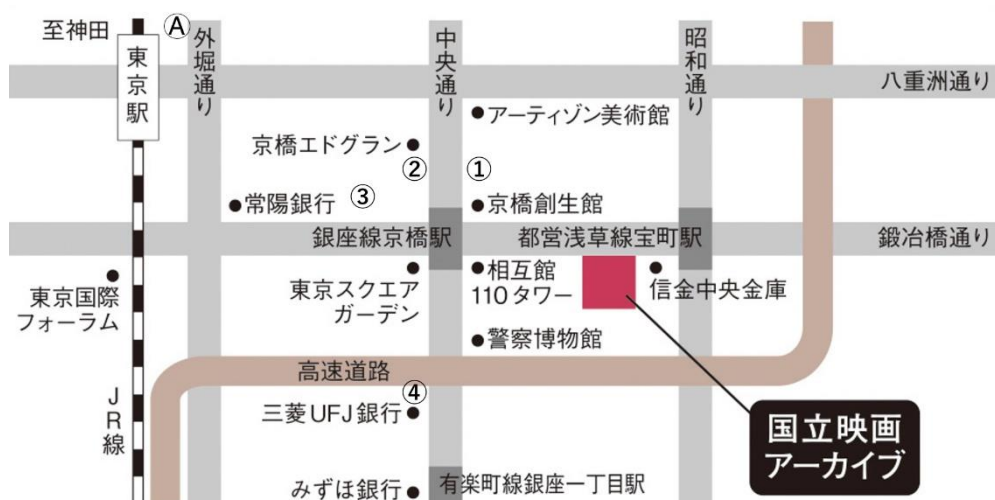 至神田
Ⓐ
東京駅
外堀通り
中央通り
昭和通り
八重洲通り
アーティゾン美術館
京橋エドグラン
②
①
常陽銀行
③
京橋創生館
銀座線京橋駅
都営浅草線宝町駅
鍛冶橋通り
東京国際
フォーラム
東京スクエア
ガーデン
相互館
110タワー
信金中央金庫
警察博物館
高速道路
④
JR線
三菱UFJ銀行
国立映画
アーカイブ
みずほ銀行
有楽町線銀座一丁目駅